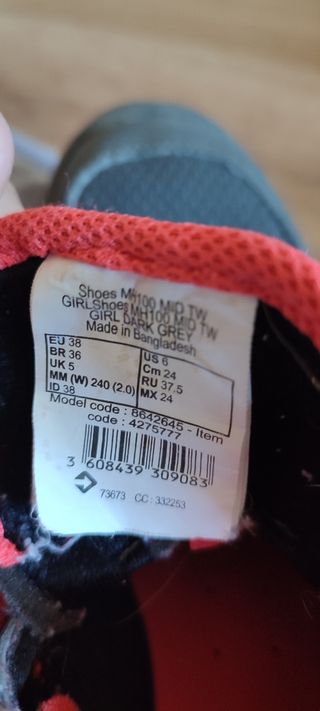 Shoes MH100 MID TW
GIRLShoes MH100 MID TW
GIRL DARK GREY
Made in Bangladesh
EU 38
BR 36
UK 5
MM (W) 240 (2.0)
ID 38
US 6
Cm 24
RU 37.5
MX 24
Model code : 8642645 - Item
code : 4275777
3 608439 309083
73673 CC : 332253